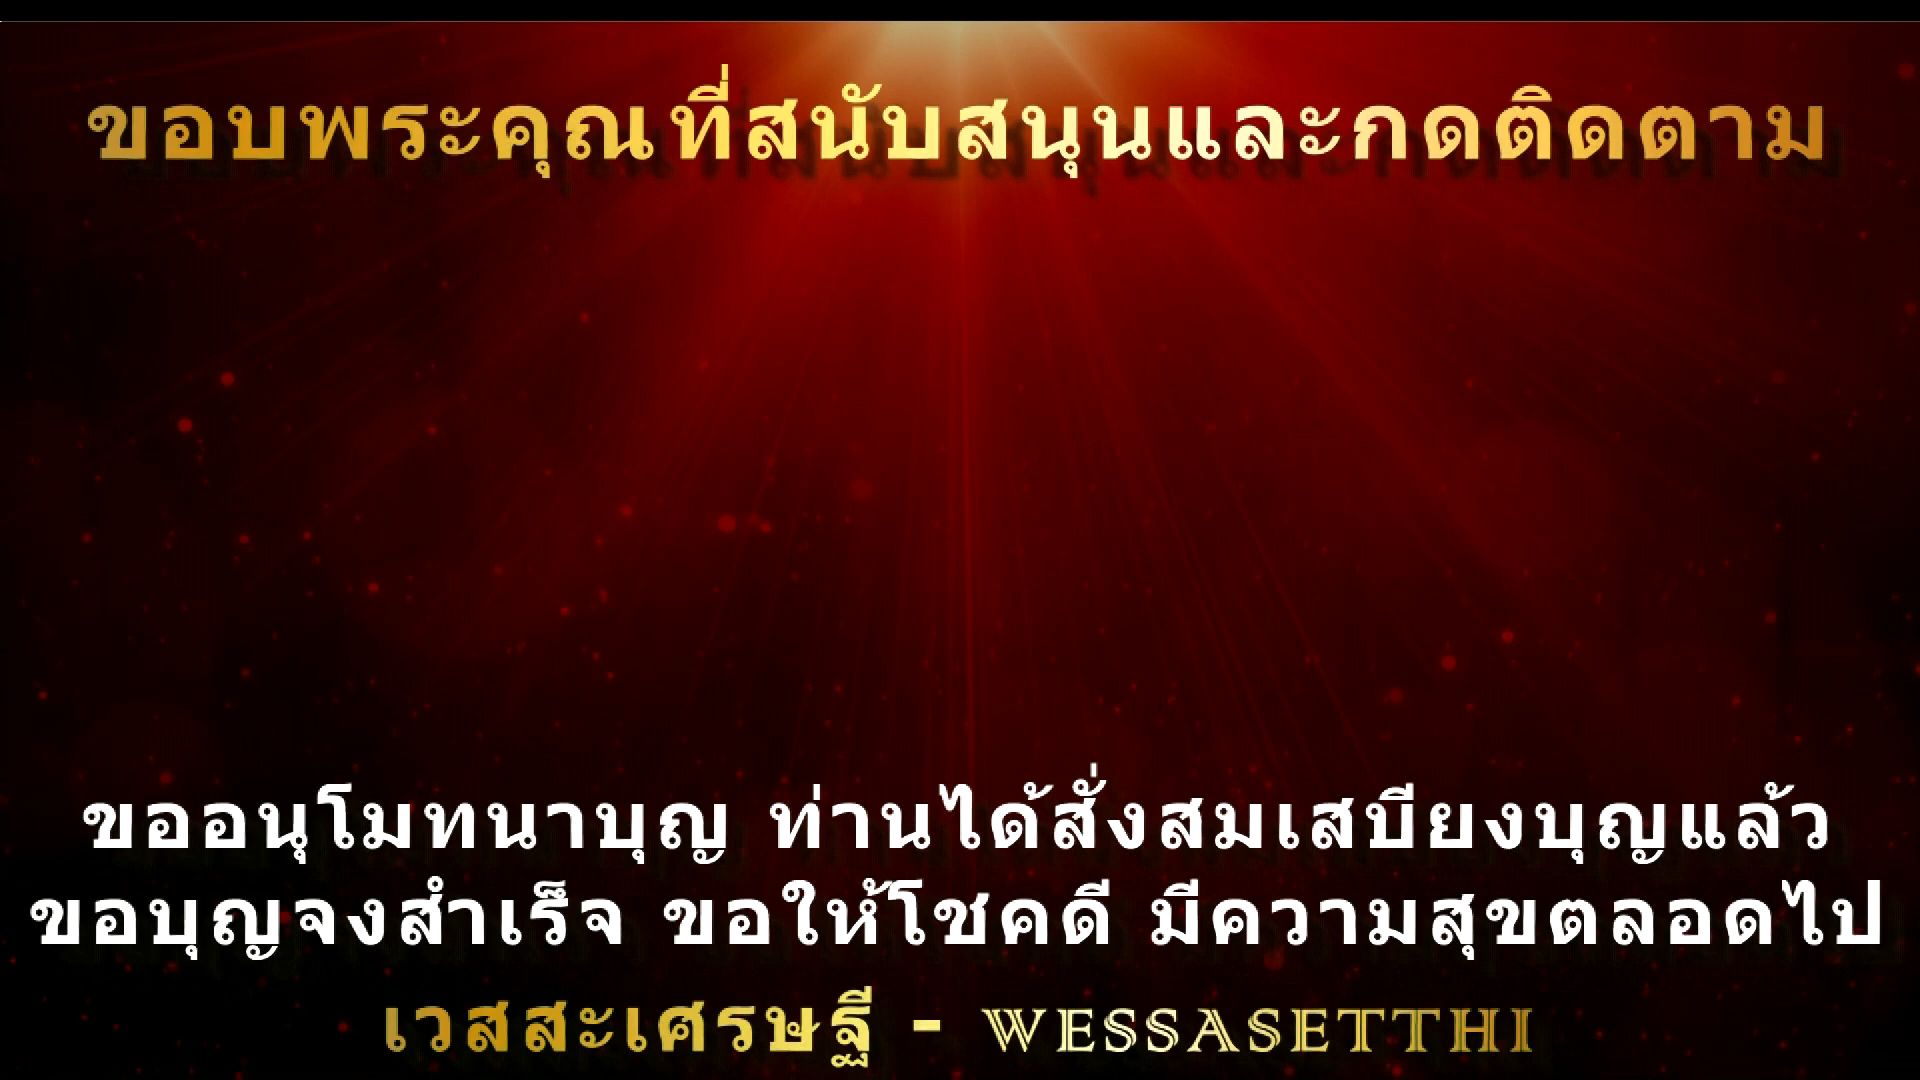 ขอบพระคุณที่สนับสนุนและกดติดตาม
ขออนุโมทนาบุญ ท่านได้สั่งสมเสบียงบุญแล้ว
ขอบุญจงสำเร็จ ขอให้โชคดี มีความสุขตลอดไป
เวสสะเศรษฐี - WESSASETTHI